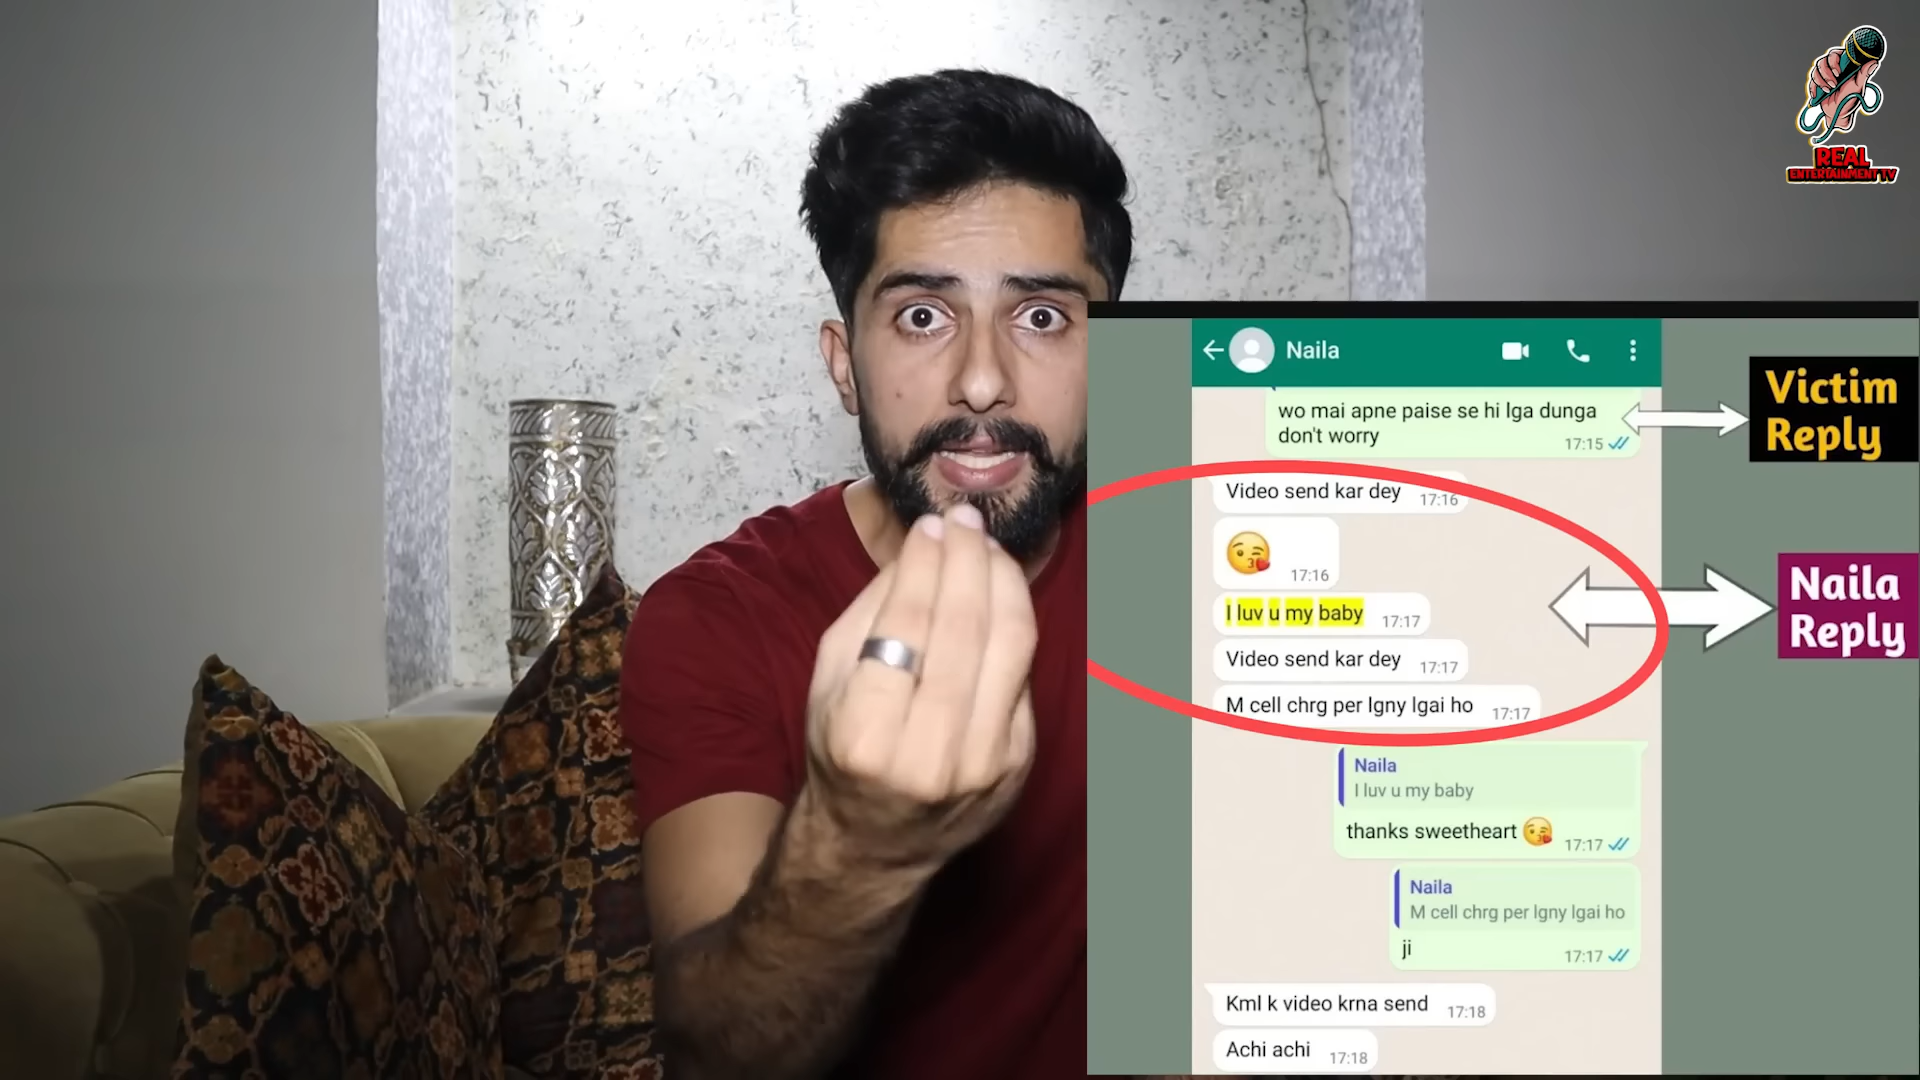 REAL
ENTERTAINMENT TV
Naila
wo mai apne paise se hi lga dunga
don't worry
17:15
Victim
Reply
Video send kar dey
17:16
😘 17:16
I luv u my baby
17:17
Video send kar dey
17:17
M cell chrg per lgny lgai ho
17:17
Naila
Reply
Naila
I luv u my baby
thanks sweetheart 😘
17:17
Naila
M cell chrg per lgny lgai ho
ji
17:17
Kml k video krna send
17:18
Achi achi
17:18